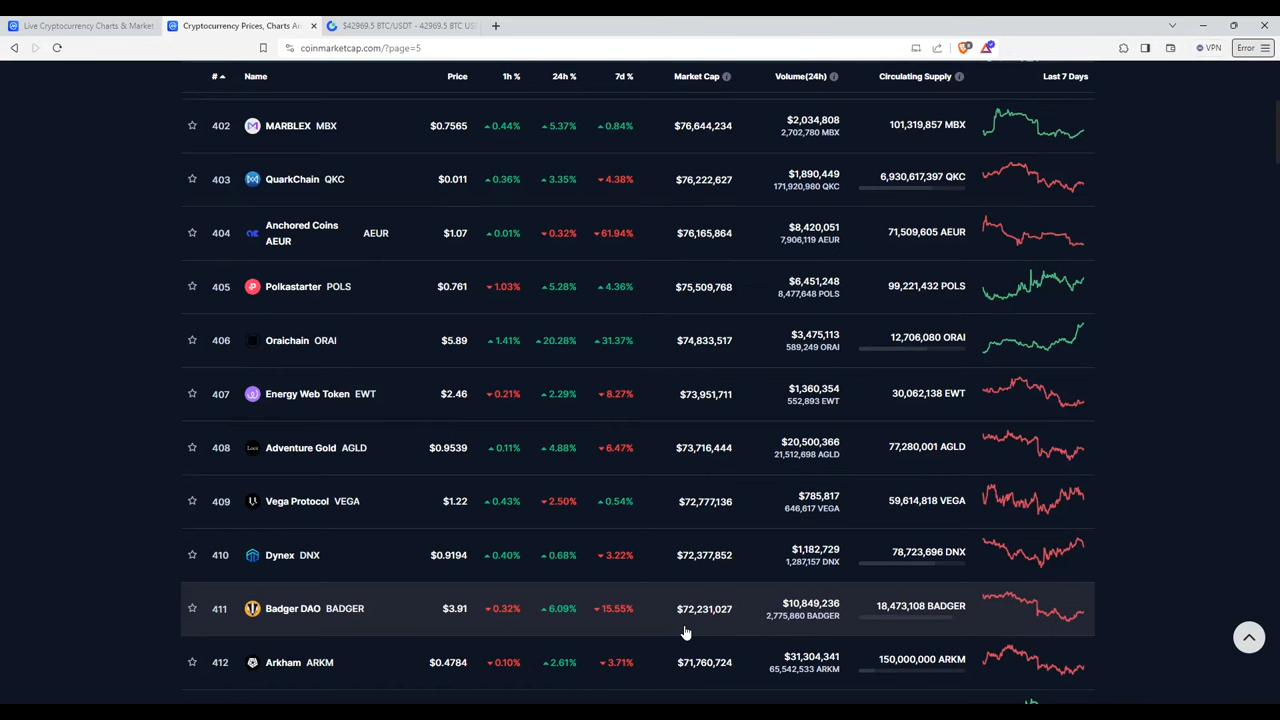 Live Cryptocurrency Charts & Market
Cryptocurrency Prices, Charts An
$42969.5 BTC/USDT - 42969.5 BTC US
coinmarketcap.com/?page=5
VPN
Error
# Name Price 1h % 24h % 7d % Market Cap Volume(24h) Circulating Supply Last 7 Days
402 MARBLEX MBX $0.7565 0.44% 5.37% 0.84% $76,644,234 $2,034,808 101,319,857 MBX
2,702,780 MBX
403 QuarkChain QKC $0.011 0.36% 3.35% 4.38% $76,222,627 $1,890,449 6,930,617,397 QKC
171,920,980 QKC
404 Anchored Coins AEUR AEUR $1.07 0.01% 0.32% 61.94% $76,165,864 $8,420,051 71,509,605 AEUR
7,906,119 AEUR
405 Polkastarter POLS $0.761 1.03% 5.28% 4.36% $75,509,768 $6,451,248 99,221,432 POLS
8,477,648 POLS
406 Oraichain ORAI $5.89 1.41% 20.28% 31.37% $74,833,517 $3,475,113 12,706,080 ORAI
589,249 ORAI
407 Energy Web Token EWT $2.46 0.21% 2.29% 8.27% $73,951,711 $1,360,354 30,062,138 EWT
552,893 EWT
408 Adventure Gold AGLD $0.9539 0.11% 4.88% 6.47% $73,716,444 $20,500,366 77,280,001 AGLD
21,512,698 AGLD
409 Vega Protocol VEGA $1.22 0.43% 2.50% 0.54% $72,777,136 $785,817 59,614,818 VEGA
646,617 VEGA
410 Dynex DNX $0.9194 0.40% 0.68% 3.22% $72,377,852 $1,182,729 78,723,696 DNX
1,287,157 DNX
411 Badger DAO BADGER $3.91 0.32% 6.09% 15.55% $72,231,027 $10,849,236 18,473,108 BADGER
2,775,860 BADGER
412 Arkham ARKM $0.4784 0.10% 2.61% 3.71% $71,760,724 $31,304,341 150,000,000 ARKM
65,542,533 ARKM